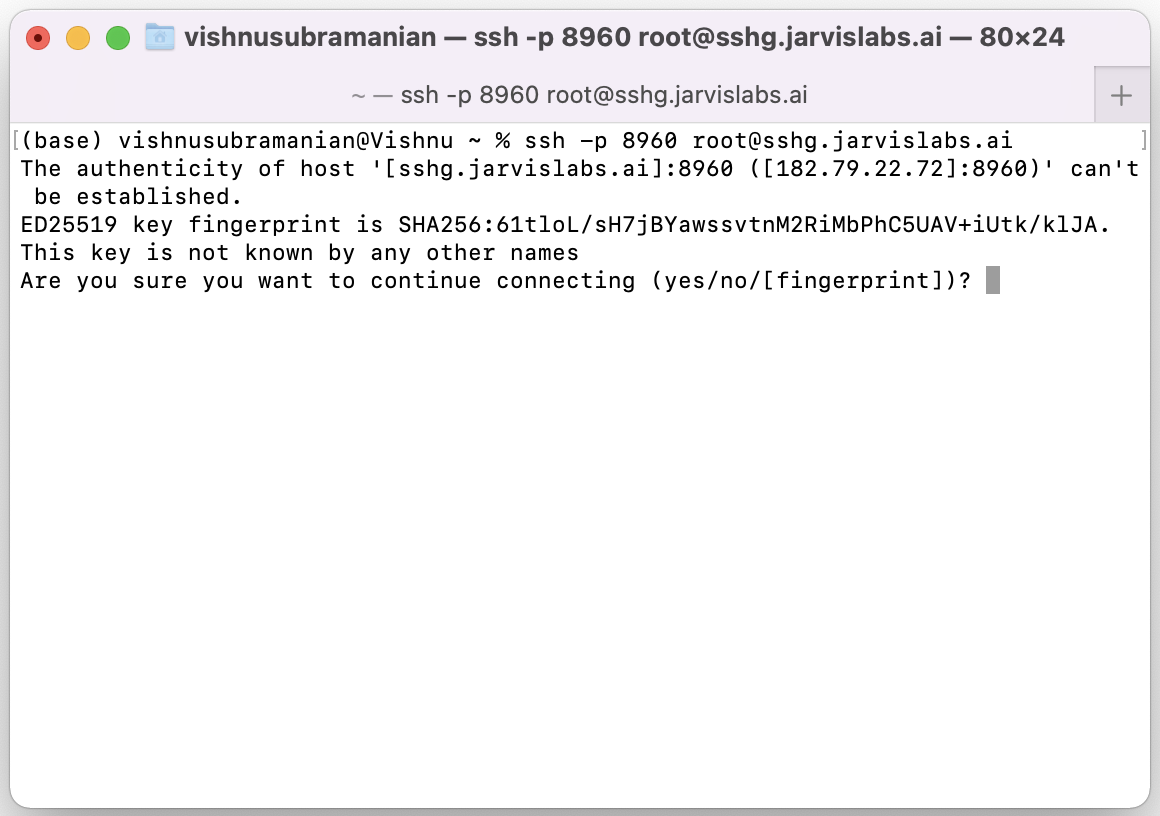 vishnusubramanian — ssh -p 8960 root@sshg.jarvislabs.ai — 80×24
~ — ssh -p 8960 root@sshg.jarvislabs.ai
[(base) vishnusubramanian@Vishnu ~ % ssh -p 8960 root@sshg.jarvislabs.ai ]
The authenticity of host '[sshg.jarvislabs.ai]:8960 ([182.79.22.72]:8960)' can't
be established.
ED25519 key fingerprint is SHA256:61tloL/sH7jBYawssvtnM2RiMbPhC5UAV+iUtk/klJA.
This key is not known by any other names
Are you sure you want to continue connecting (yes/no/[fingerprint])?